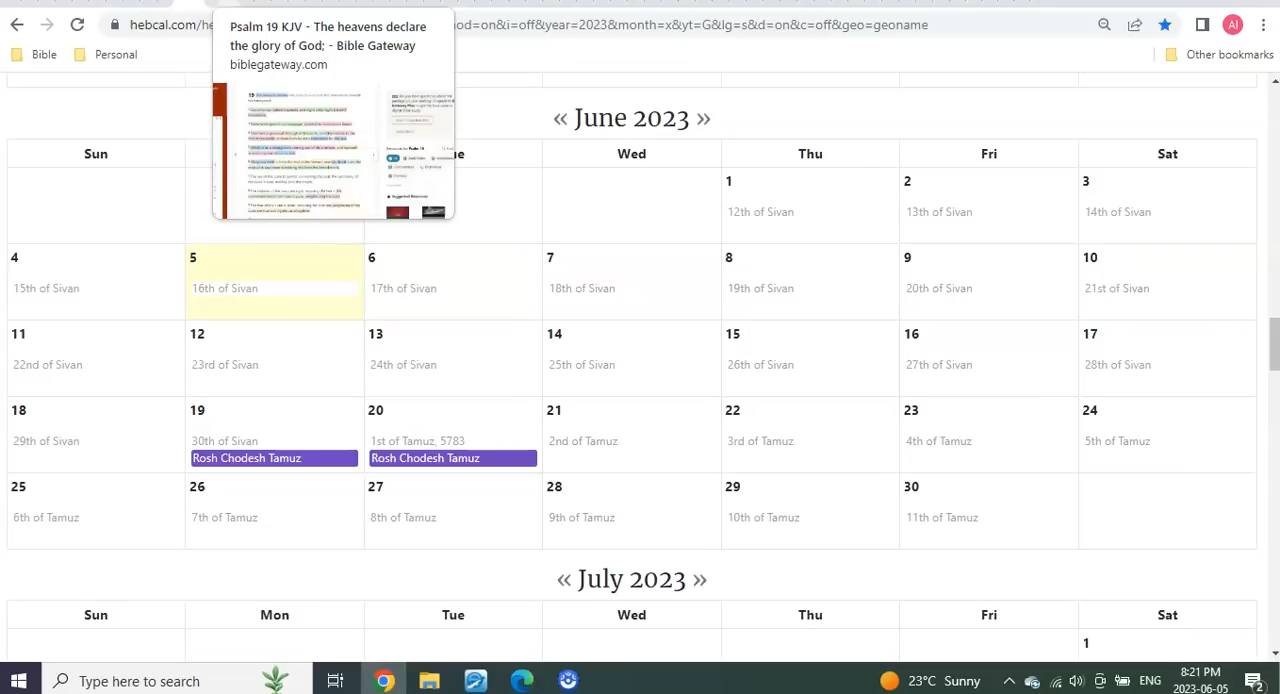 hebcal.com/he
nod=on&i=off&year=2023&month=x&yt=G&lg=s&d=on&c=off&geo=geoname
AI
Bible
Personal
Other bookmarks
Psalm 19 KJV - The heavens declare
the glory of God; - Bible Gateway
biblegateway.com
« June 2023 »
Sun
Wed
Thu
Fri
Sat
1
2
3
12th of Sivan
13th of Sivan
14th of Sivan
4
5
6
7
8
9
10
15th of Sivan
16th of Sivan
17th of Sivan
18th of Sivan
19th of Sivan
20th of Sivan
21st of Sivan
11
12
13
14
15
16
17
22nd of Sivan
23rd of Sivan
24th of Sivan
25th of Sivan
26th of Sivan
27th of Sivan
28th of Sivan
18
19
20
21
22
23
24
29th of Sivan
30th of Sivan
1st of Tamuz, 5783
2nd of Tamuz
3rd of Tamuz
4th of Tamuz
5th of Tamuz
Rosh Chodesh Tamuz
Rosh Chodesh Tamuz
25
26
27
28
29
30
6th of Tamuz
7th of Tamuz
8th of Tamuz
9th of Tamuz
10th of Tamuz
11th of Tamuz
« July 2023 »
Sun
Mon
Tue
Wed
Thu
Fri
Sat
1
Type here to search
23°C Sunny
ENG
8:21 PM
2023-06-05
2